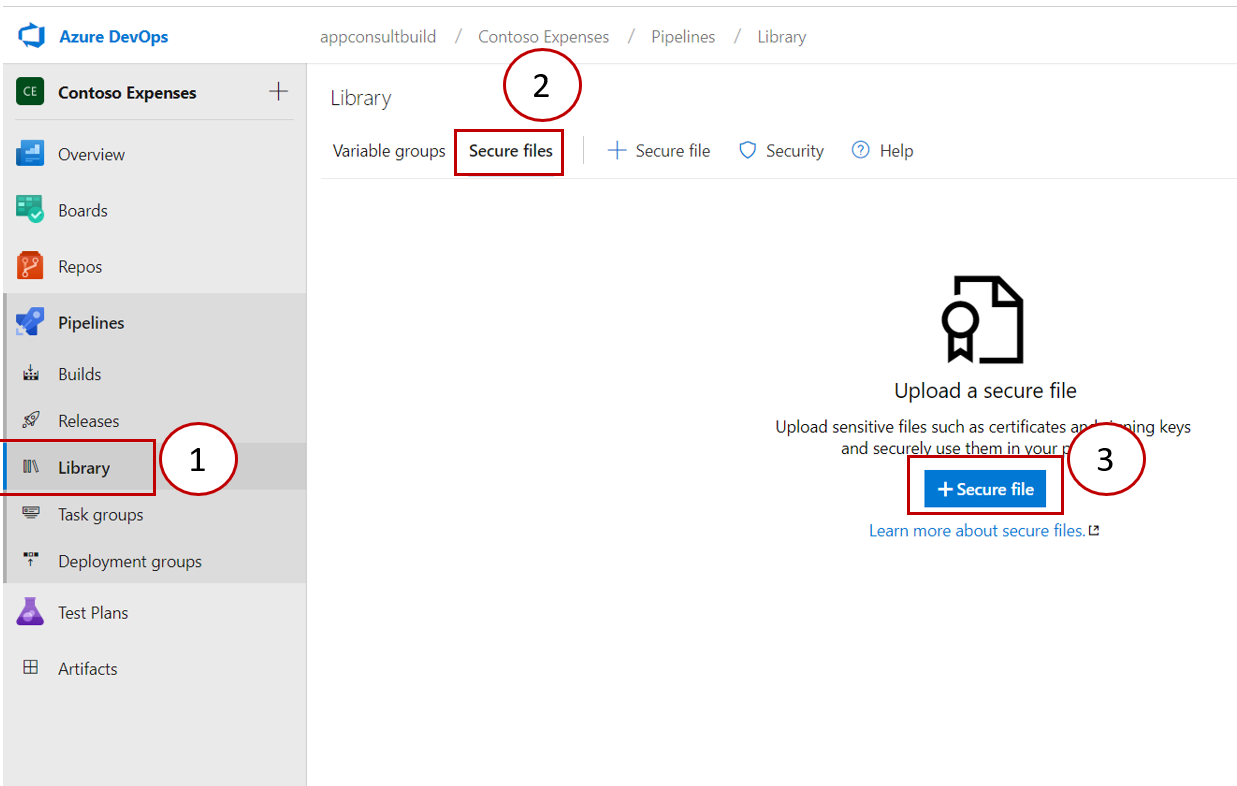 Azure DevOps
appconsultbuild / Contoso Expenses / Pipelines / Library
CE Contoso Expenses +
Overview
Boards
Repos
Pipelines
Builds
Releases
Library
1
Task groups
Deployment groups
Test Plans
Artifacts
Library
2
Variable groups Secure files + Secure file Security ? Help
Upload a secure file
Upload sensitive files such as certificates and signing keys
and securely use them in your
3
+ Secure file
Learn more about secure files.